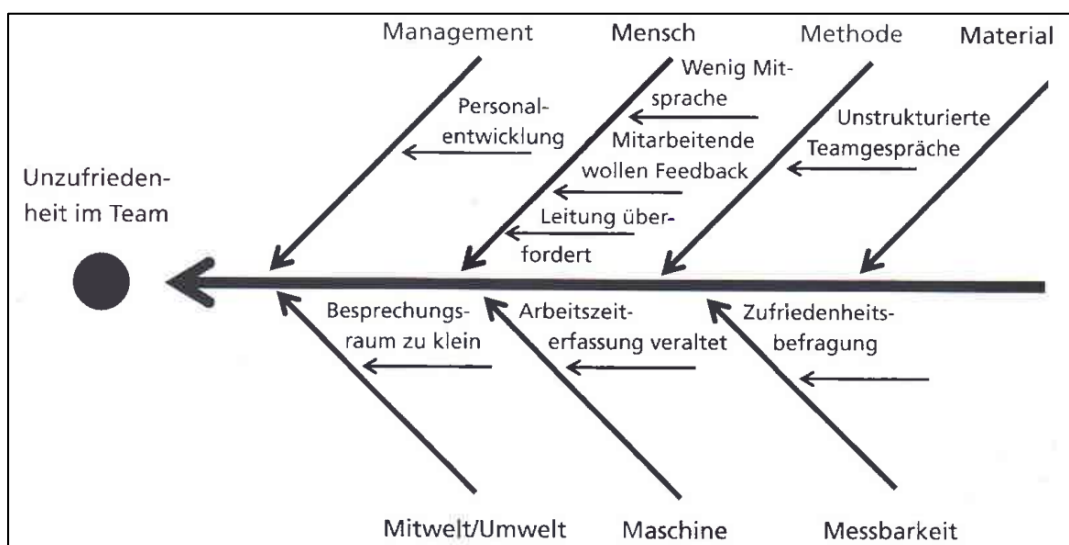 Management
Mensch
Methode
Material
Personal-
entwicklung
Wenig Mit-
sprache
Mitarbeitende
wollen Feedback
Leitung über-
fordert
Unstrukturierte
Teamgespräche
Unzufrieden-
heit im Team
Besprechungs-
raum zu klein
Arbeitszeit-
erfassung veraltet
Zufriedenheits-
befragung
Mitwelt/Umwelt
Maschine
Messbarkeit